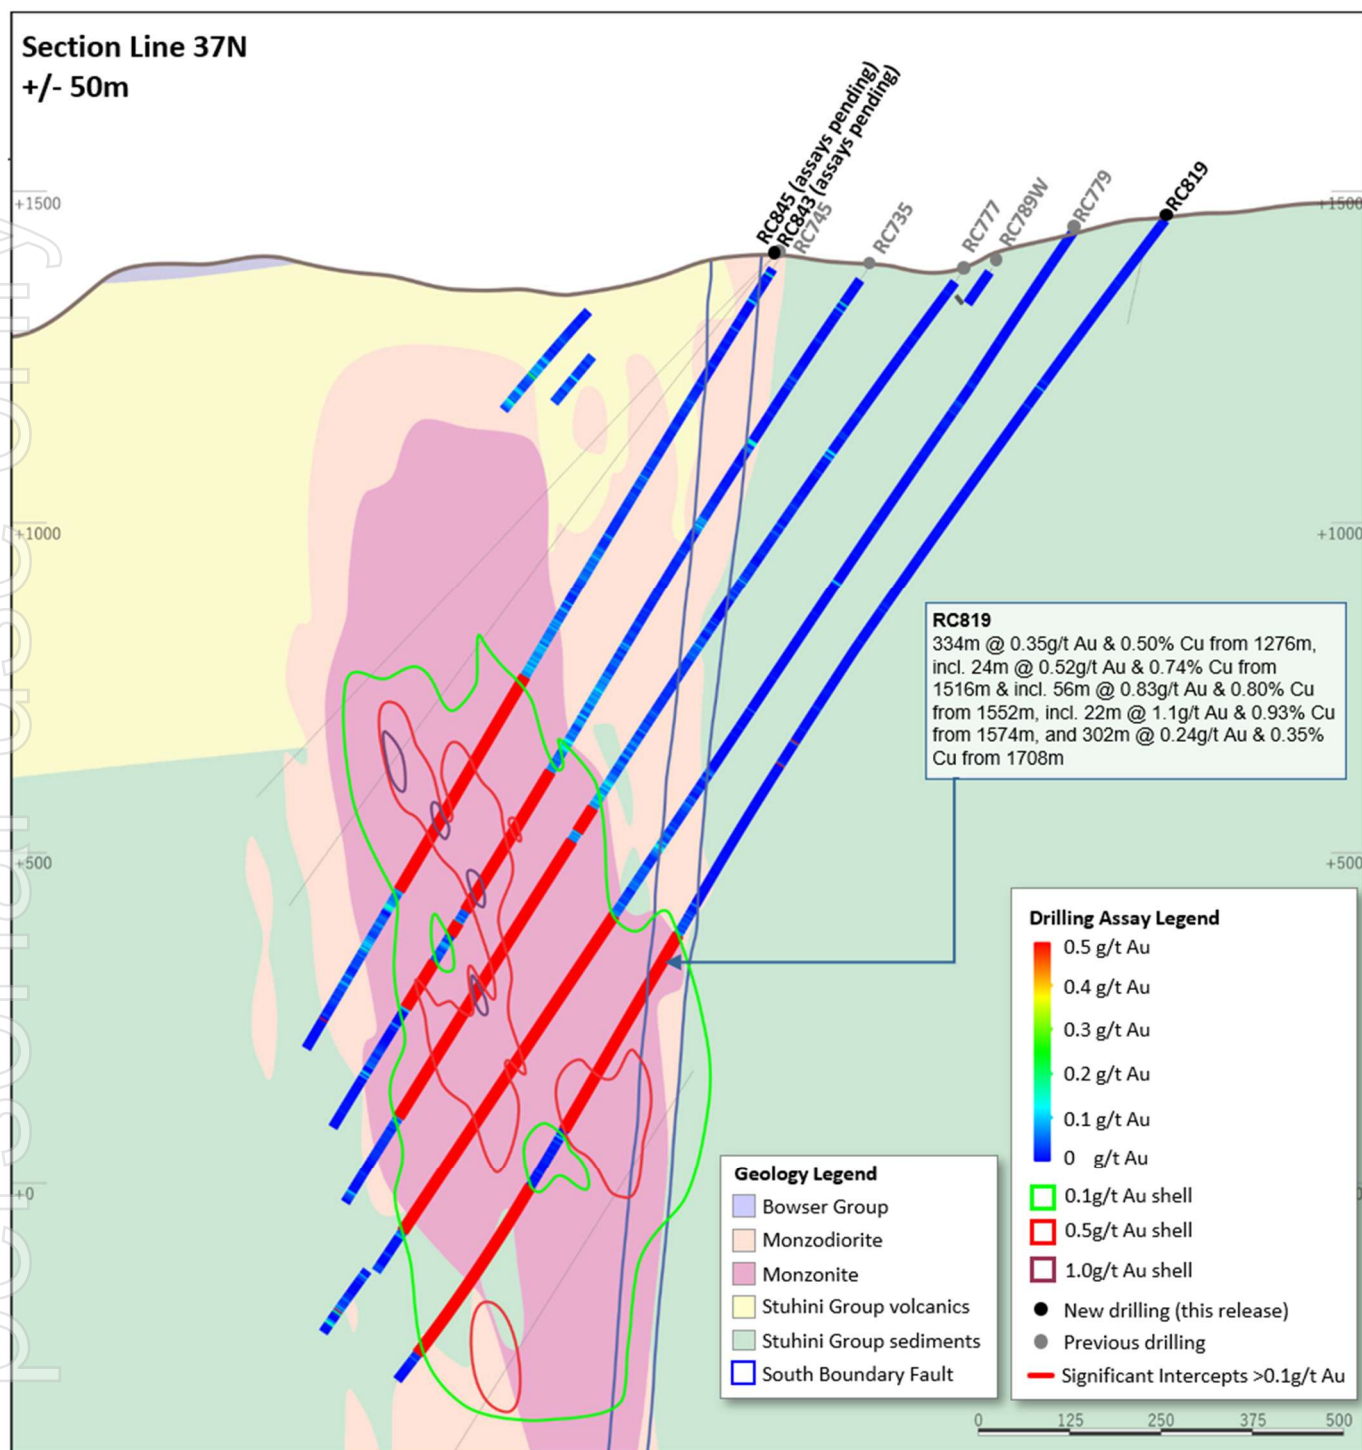 Section Line 37N
+/- 50m
RC845 (assays pending)
RC843 (assays pending)
RC745
RC735
RC777
RC789W
RC779
RC819
+1500
+1500
+1000
+1000
RC819
334m @ 0.35g/t Au & 0.50% Cu from 1276m,
incl. 24m @ 0.52g/t Au & 0.74% Cu from
1516m & incl. 56m @ 0.83g/t Au & 0.80% Cu
from 1552m, incl. 22m @ 1.1g/t Au & 0.93% Cu
from 1574m, and 302m @ 0.24g/t Au & 0.35%
Cu from 1708m
+500
+500
+0
Geology Legend
Bowser Group
Monzodiorite
Monzonite
Stuhini Group volcanics
Stuhini Group sediments
South Boundary Fault
Drilling Assay Legend
0.5 g/t Au
0.4 g/t Au
0.3 g/t Au
0.2 g/t Au
0.1 g/t Au
0 g/t Au
0.1g/t Au shell
0.5g/t Au shell
1.0g/t Au shell
New drilling (this release)
Previous drilling
Significant Intercepts >0.1g/t Au
0 125 250 375 500